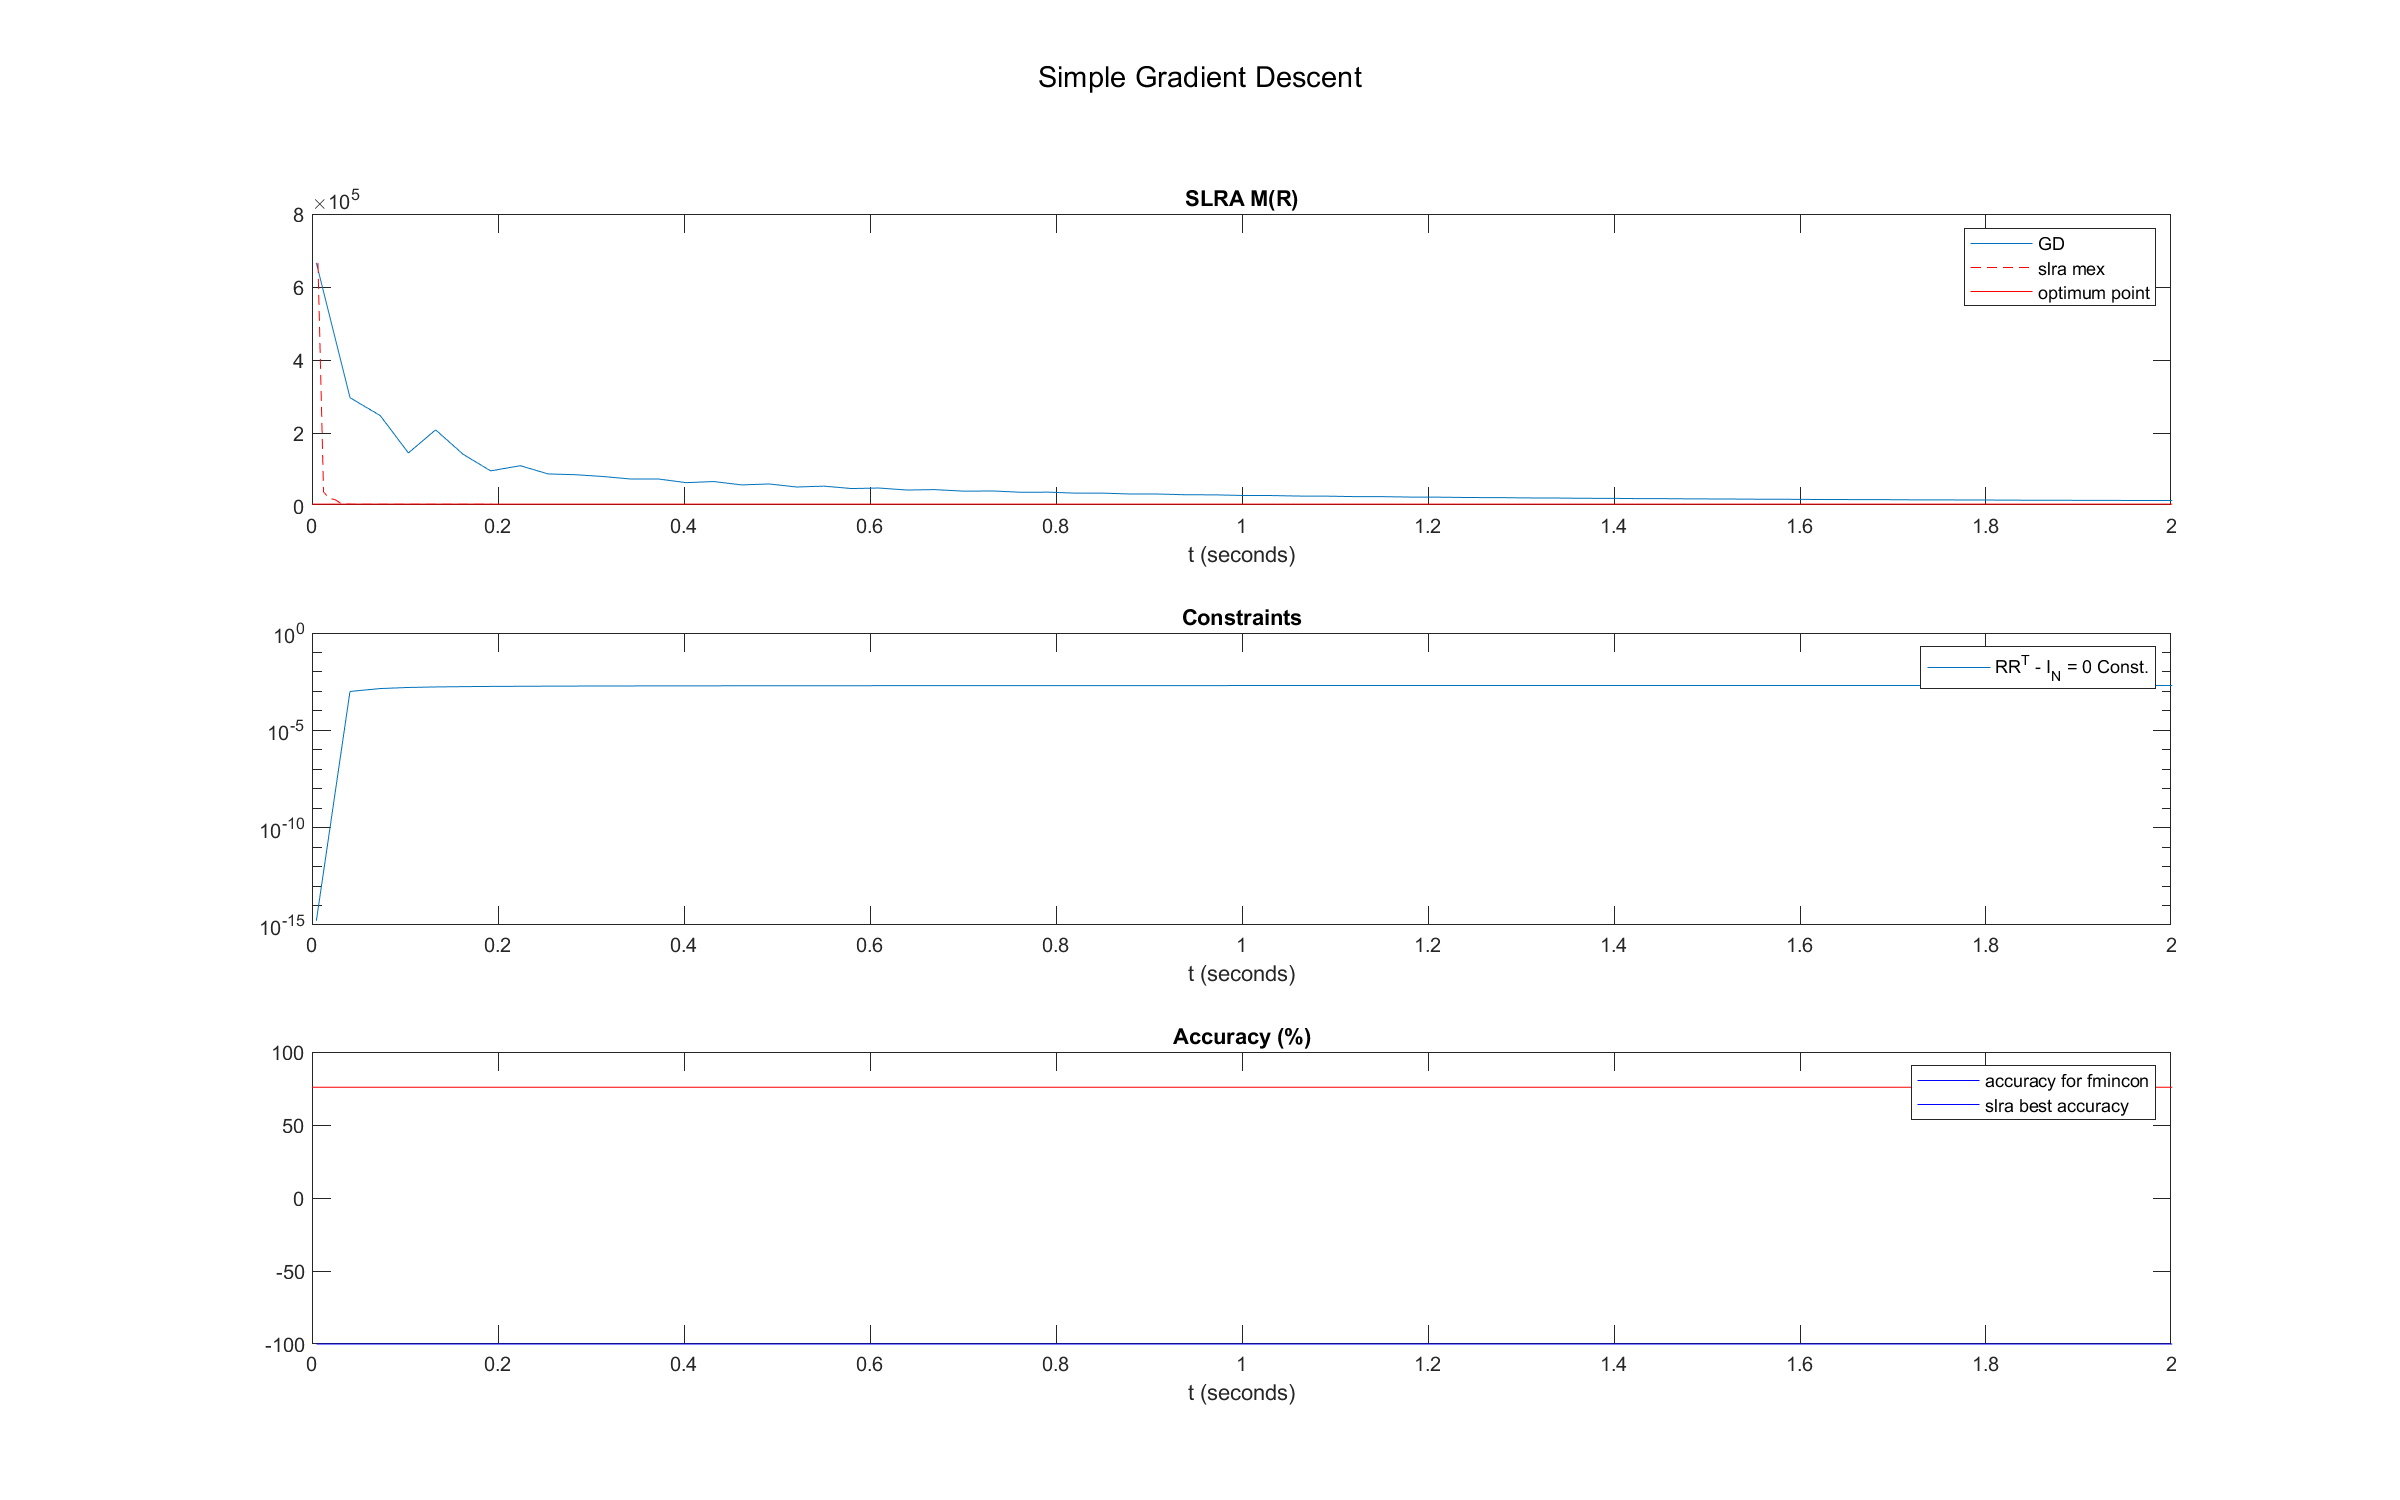 Simple Gradient Descent
SLRA M(R)
×10^5
8
6
4
2
0
0 0.2 0.4 0.6 0.8 1 1.2 1.4 1.6 1.8 2
t (seconds)
GD
slra mex
optimum point
Constraints
10^0
10^-5
10^-10
10^-15
0 0.2 0.4 0.6 0.8 1 1.2 1.4 1.6 1.8 2
t (seconds)
RR^T - I_N = 0 Const.
Accuracy (%)
100
50
0
-50
-100
0 0.2 0.4 0.6 0.8 1 1.2 1.4 1.6 1.8 2
t (seconds)
accuracy for fmincon
slra best accuracy